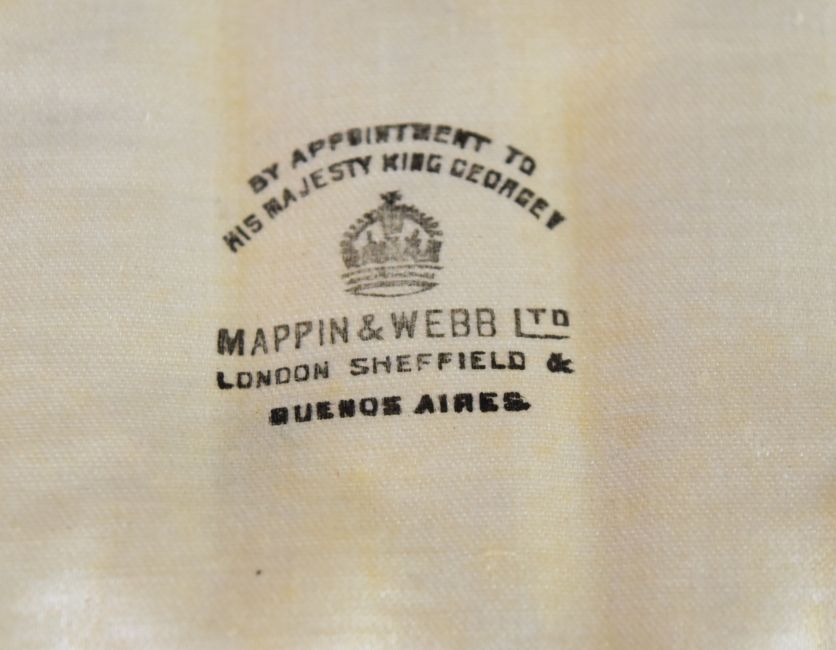 BY APPOINTMENT TO
HIS MAJESTY KING GEORGE V
MAPPIN & WEBB LTD
LONDON SHEFFIELD &
BUENOS AIRES.